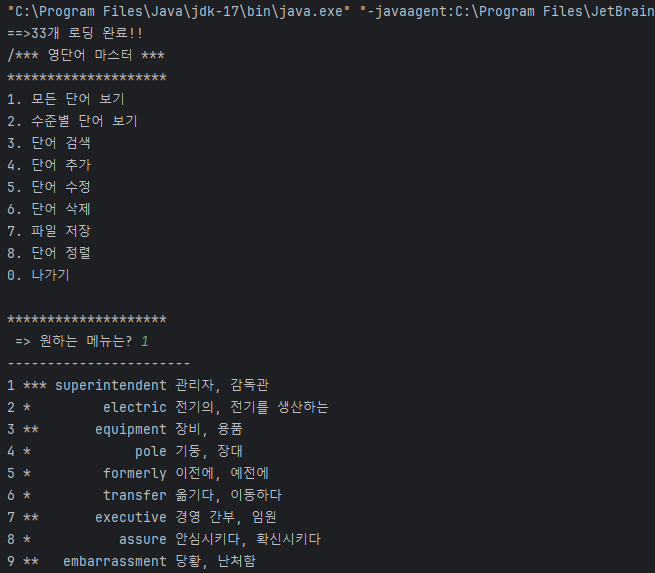 "C:\Program Files\Java\jdk-17\bin\java.exe" "-javaagent:C:\Program Files\JetBrain
==>33개 로딩 완료!!
/*** 영단어 마스터 ***
********************
1. 모든 단어 보기
2. 수준별 단어 보기
3. 단어 검색
4. 단어 추가
5. 단어 수정
6. 단어 삭제
7. 파일 저장
8. 단어 정렬
0. 나가기
********************
=> 원하는 메뉴는? 1
-----------------------
1 *** superintendent 관리자, 감독관
2 * electric 전기의, 전기를 생산하는
3 ** equipment 장비, 용품
4 * pole 기둥, 장대
5 * formerly 이전에, 예전에
6 * transfer 옮기다, 이동하다
7 ** executive 경영 간부, 임원
8 * assure 안심시키다, 확신시키다
9 ** embarrassment 당황, 난처함